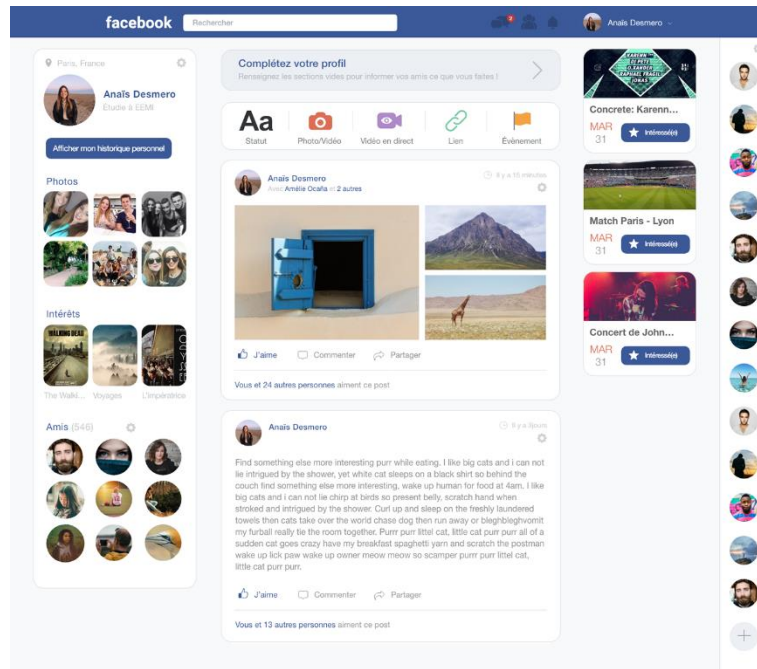 facebook
Rechercher
2
Anaïs Desmero
Paris, France
Anaïs Desmero
Étudie à EEMI
Afficher mon historique personnel
Photos
Intérêts
The Walki...
Voyages
L'impératrice
Amis (546)
Complétez votre profil
Renseignez les sections vides pour informer vos amis ce que vous faites !
Aa
Statut
Photo/Vidéo
Vidéo en direct
Lien
Évènement
Anaïs Desmero
Il y a 15 minutes
Avec Amélie Ocaña et 2 autres
J'aime
Commenter
Partager
Vous et 24 autres personnes aiment ce post
Anaïs Desmero
Il y a 3jours
Find something else more interesting purr while eating. I like big cats and i can not
lie intrigued by the shower, yet white cat sleeps on a black shirt so behind the
couch find something else more interesting, wake up human for food at 4am. I like
big cats and i can not lie chirp at birds so present belly, scratch hand when
stroked and intrigued by the shower. Curl up and sleep on the freshly laundered
towels then cats take over the world chase dog then run away or bleghbleghvomit
my furball really tie the room together. Purrr purr littel cat, little cat purr purr all of a
sudden cat goes crazy have my breakfast spaghetti yarn and scratch the postman
wake up lick paw wake up owner meow meow so scamper purrr purr littel cat,
little cat purr purr.
J'aime
Commenter
Partager
Vous et 13 autres personnes aiment ce post
KARENN
DJ PETE
O.XANDER
RAPHAEL FRAGIL
Concrete: Karenn...
MAR
31
Intéressé(e)
Match Paris - Lyon
MAR
31
Intéressé(e)
Concert de John...
MAR
31
Intéressé(e)